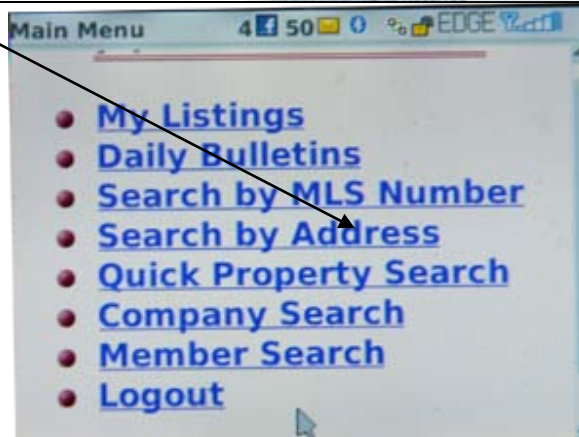 Main Menu 4 50 EDGE
My Listings
Daily Bulletins
Search by MLS Number
Search by Address
Quick Property Search
Company Search
Member Search
Logout